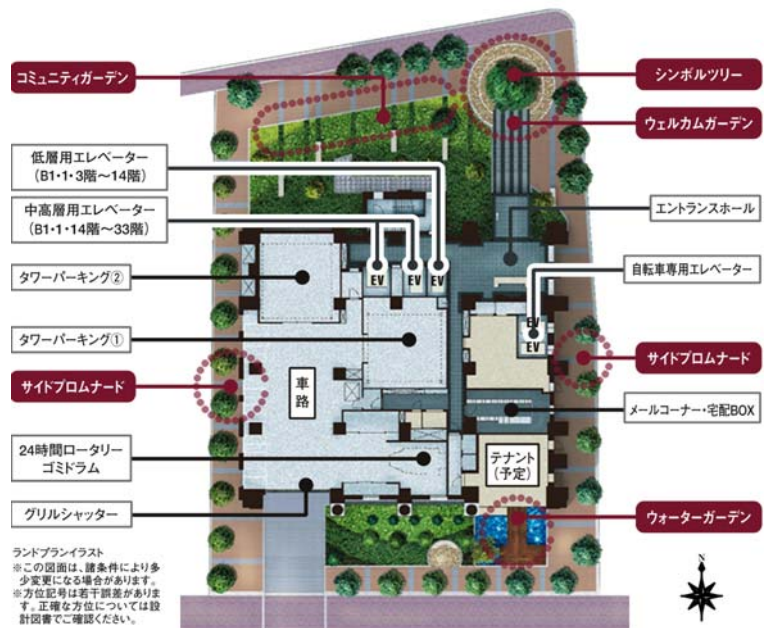 コミュニティガーデン
シンボルツリー
ウェルカムガーデン
低層用エレベーター
(B1・1・3階〜14階)
中高層用エレベーター
(B1・1・14階〜33階)
エントランスホール
自転車専用エレベーター
タワーパーキング②
タワーパーキング①
サイドプロムナード
サイドプロムナード
メールコーナー・宅配BOX
24時間ロータリー
ゴミドラム
グリルシャッター
ウォーターガーデン
EV
EV
EV
EV
EV
車
路
テナント
(予定)
ランドプランイラスト
※この図面は、諸条件により多
少変更になる場合があります。
※方位記号は若干誤差がありま
す。正確な方位については設
計図書でご確認ください。
N